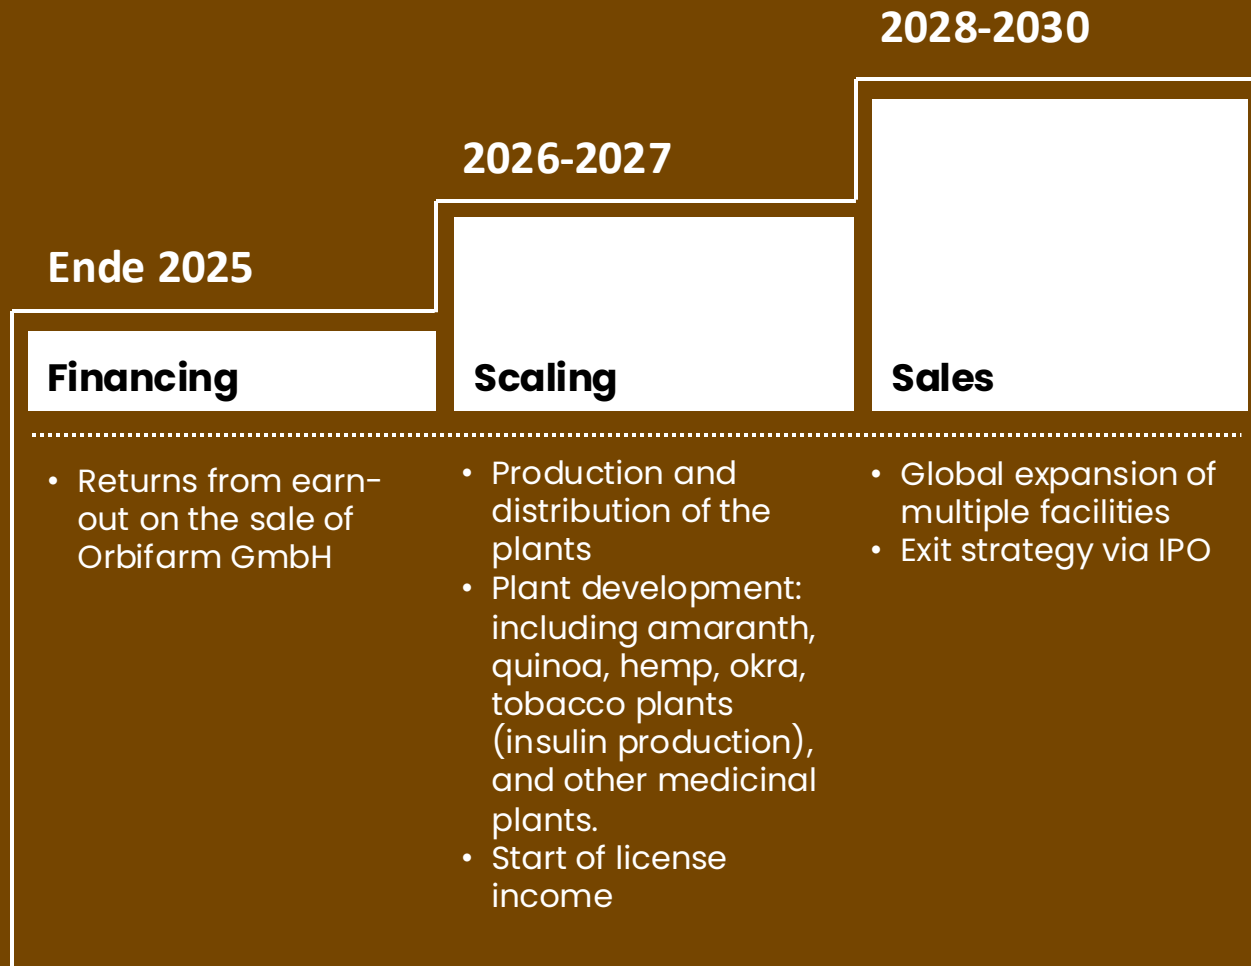 Ende 2025
Financing
• Returns from earn-
out on the sale of
Orbifarm GmbH
2026-2027
Scaling
• Production and
distribution of the
plants
• Plant development:
including amaranth,
quinoa, hemp, okra,
tobacco plants
(insulin production),
and other medicinal
plants.
• Start of license
income
2028-2030
Sales
• Global expansion of
multiple facilities
• Exit strategy via IPO